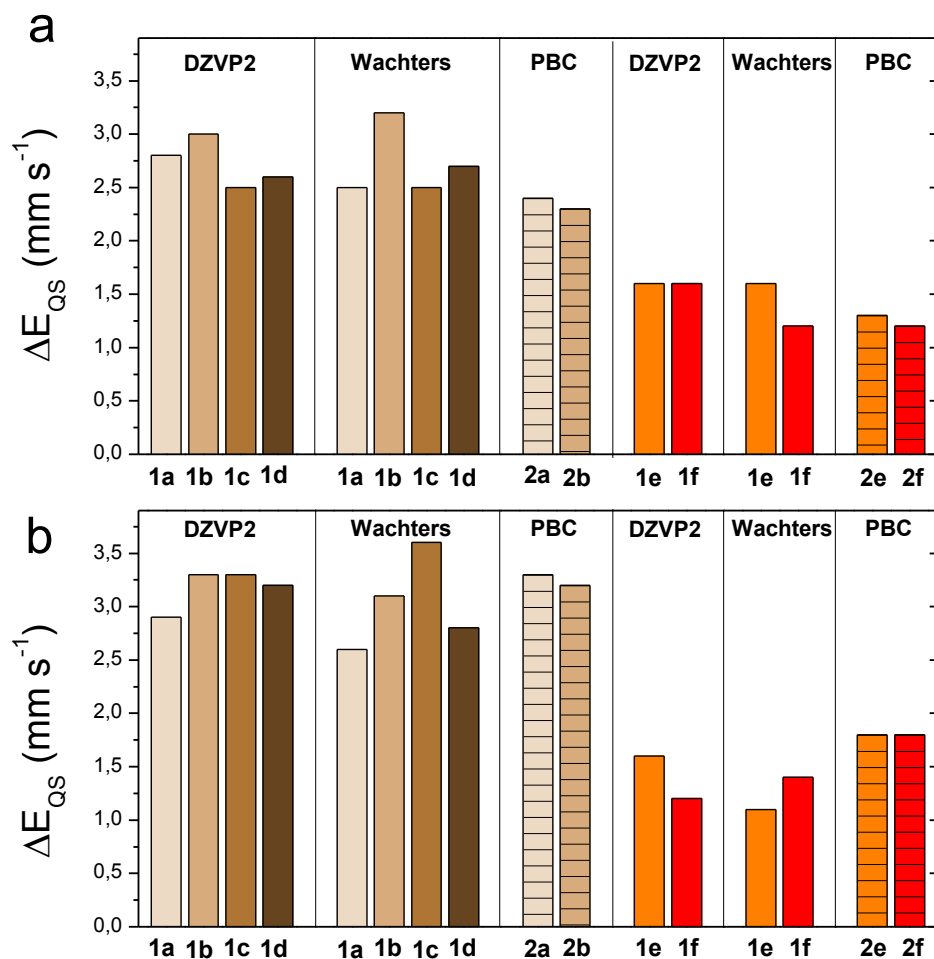 a
DZVP2 Wachters PBC DZVP2 Wachters PBC
3,5
3,0
2,5
2,0
1,5
1,0
0,5
0,0
ΔE_QS (mm s⁻¹)
1a 1b 1c 1d 1a 1b 1c 1d 2a 2b 1e 1f 1e 1f 2e 2f
b
DZVP2 Wachters PBC DZVP2 Wachters PBC
3,5
3,0
2,5
2,0
1,5
1,0
0,5
0,0
ΔE_QS (mm s⁻¹)
1a 1b 1c 1d 1a 1b 1c 1d 2a 2b 1e 1f 1e 1f 2e 2f